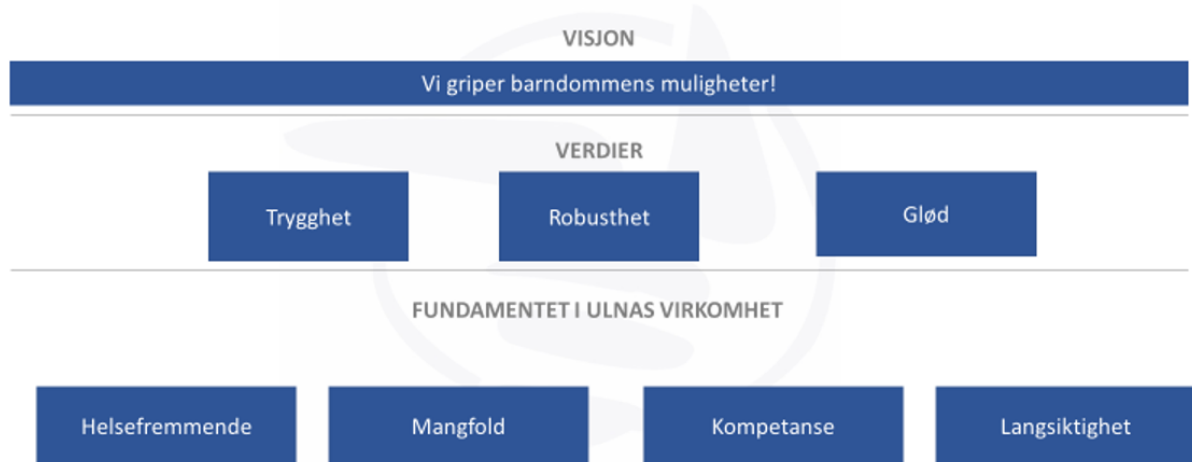 VISJON
Vi griper barndommens muligheter!
VERDIER
Trygghet
Robusthet
Glød
FUNDAMENTET I ULNAS VIRKOMHET
Helsefremmende
Mangfold
Kompetanse
Langsiktighet